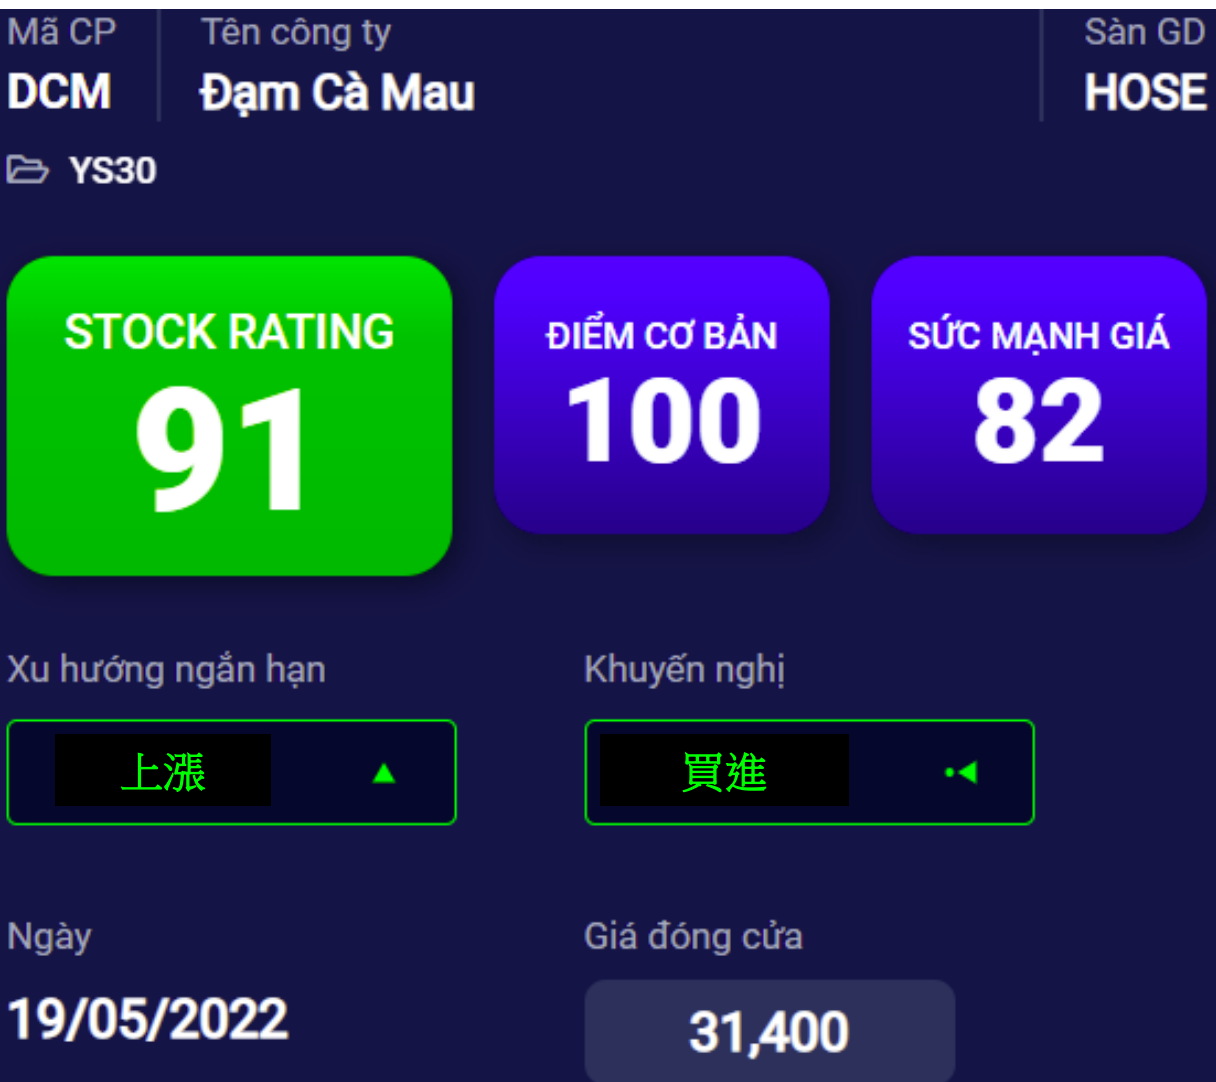 Mã CP
Tên công ty
Sàn GD
DCM
Đạm Cà Mau
HOSE
YS30
STOCK RATING
91
ĐIỂM CƠ BẢN
100
SỨC MẠNH GIÁ
82
Xu hướng ngắn hạn
Khuyến nghị
上漲
買進
Ngày
Giá đóng cửa
19/05/2022
31,400